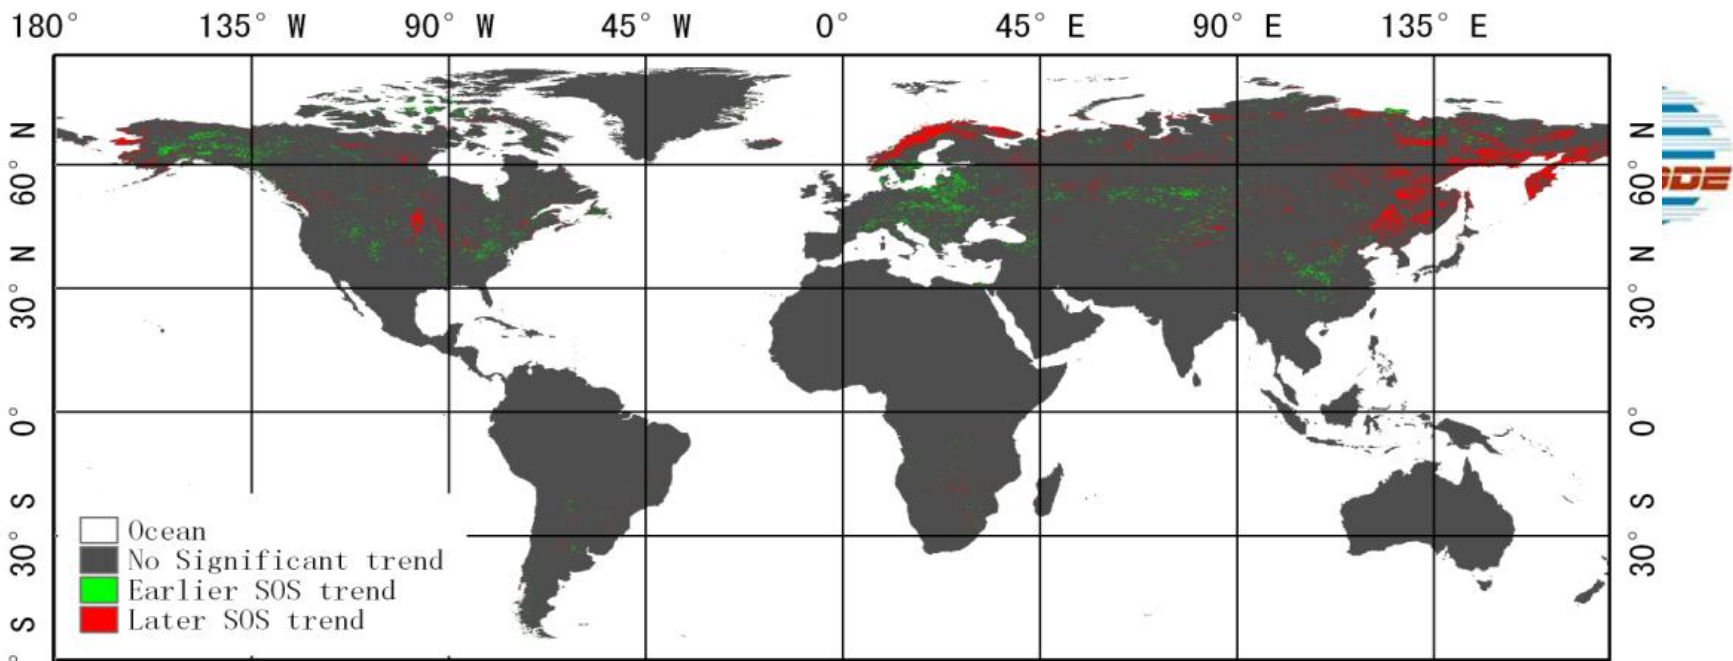 180° 135° W 90° W 45° W 0° 45° E 90° E 135° E
60° N
30° N
0°
30° S
60° N
30° N
0°
30° S
Ocean
No Significant trend
Earlier SOS trend
Later SOS trend